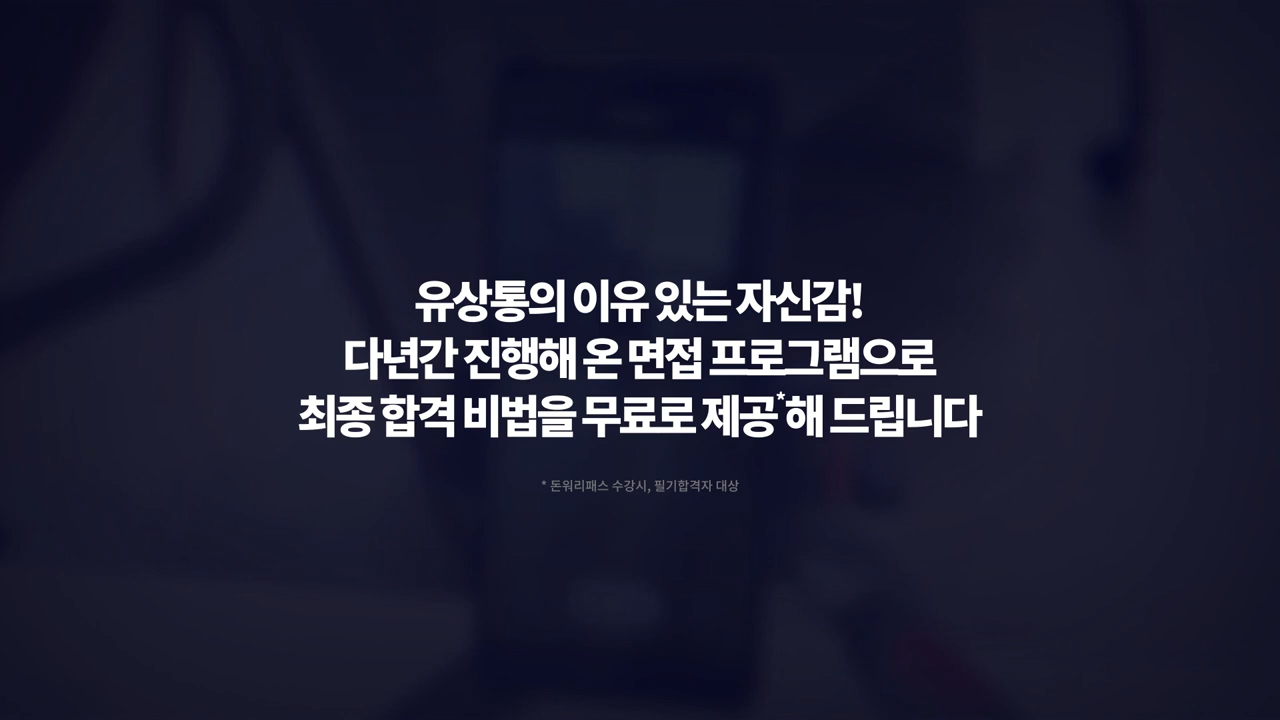 유상통의 이유 있는 자신감!
다년간 진행해 온 면접 프로그램으로
최종 합격 비법을 무료로 제공*해 드립니다
* 돈워리패스 수강시, 필기합격자 대상